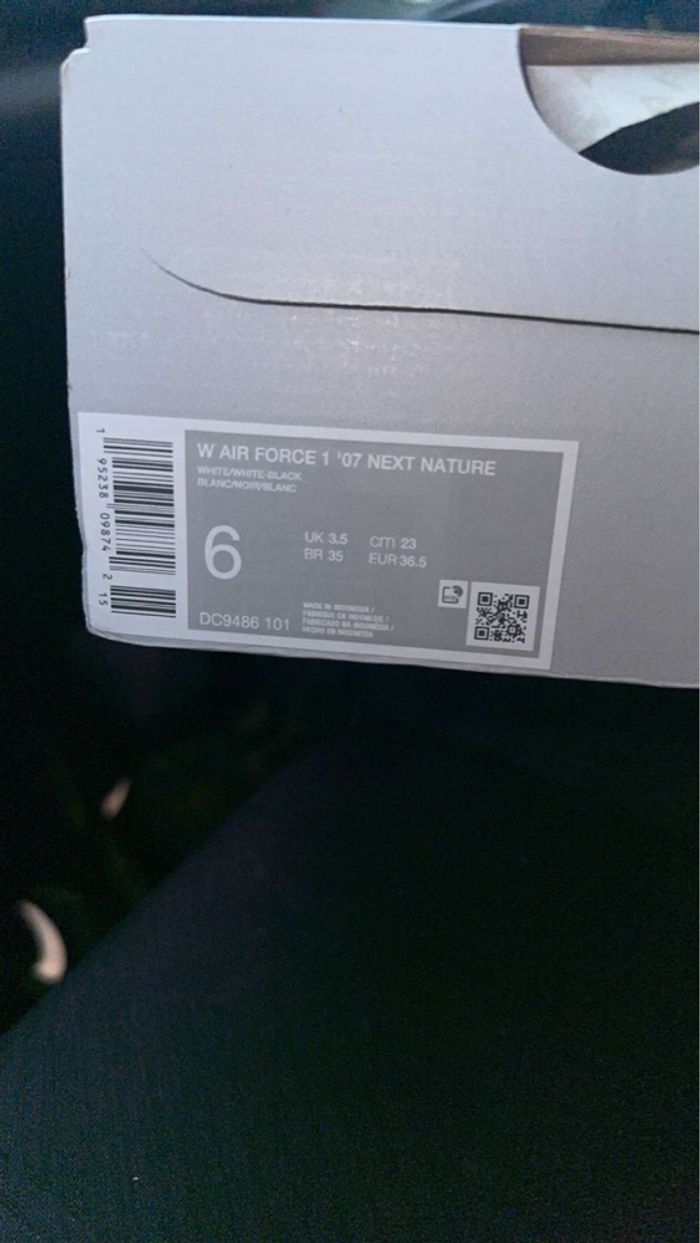 W AIR FORCE 1 '07 NEXT NATURE
WHITE/WHITE-BLACK
BLANC/NOIR/BLANC
6
UK 3.5 CM 23
BR 35 EUR 36.5
DC9486 101
MADE IN INDONESIA /
FABRIQUE EN INDONESIE /
FABRICADO NA INDONÉSIA /
HECHO EN INDONESIA
1 95238 09874 2 15